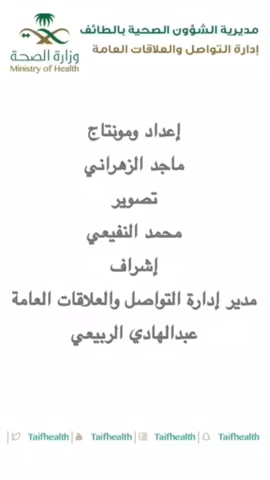 مديرية الشؤون الصحية بالطائف
إدارة التواصل والعلاقات العامة
وزارة الصحة
Ministry of Health
إعداد ومونتاج
ماجد الزهراني
تصوير
محمد النفيعي
إشراف
مدير إدارة التواصل والعلاقات العامة
عبدالهادي الربيعي
Taifhealth Taifhealth Taifhealth Taifhealth